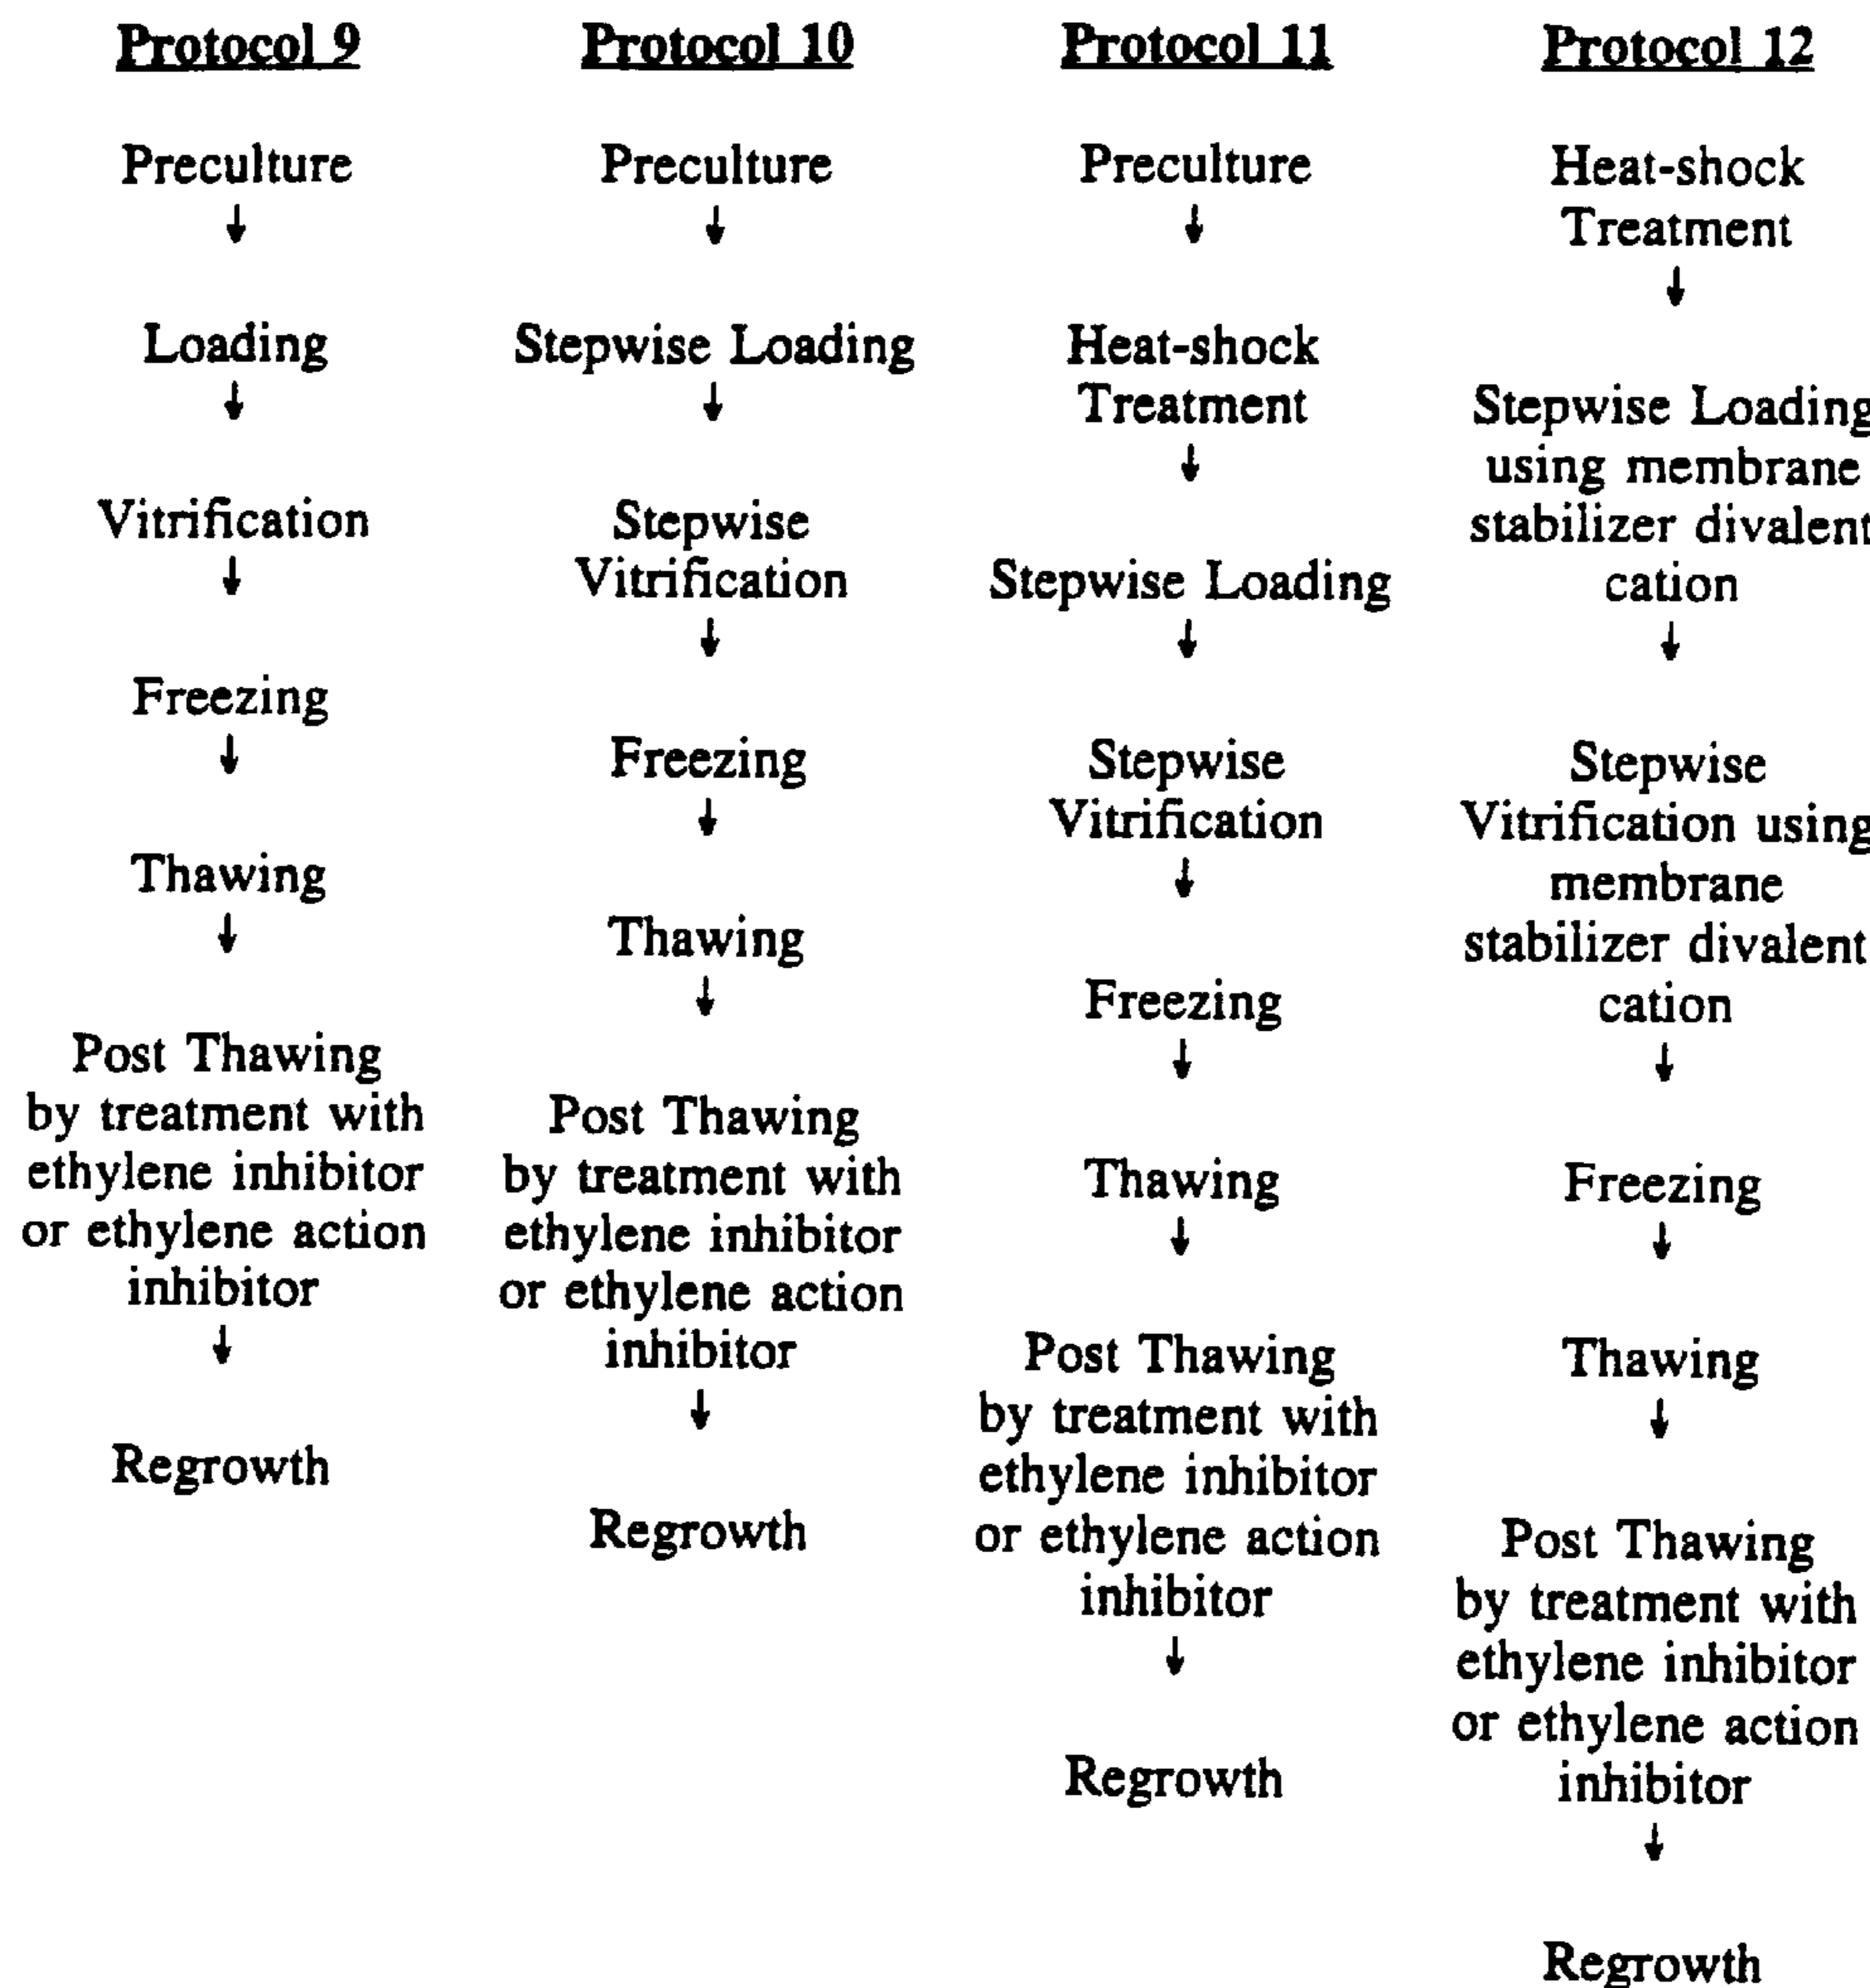 Protocol 9
Preculture
↓
Loading
↓
Vitrification
↓
Freezing
↓
Thawing
↓
Post Thawing
by treatment with
ethylene inhibitor
or ethylene action
inhibitor
↓
Regrowth
Protocol 10
Preculture
↓
Stepwise Loading
↓
Stepwise
Vitrification
↓
Freezing
↓
Thawing
↓
Post Thawing
by treatment with
ethylene inhibitor
or ethylene action
inhibitor
↓
Regrowth
Protocol 11
Preculture
↓
Heat-shock
Treatment
↓
Stepwise Loading
↓
Stepwise
Vitrification
↓
Freezing
↓
Thawing
↓
Post Thawing
by treatment with
ethylene inhibitor
or ethylene action
inhibitor
↓
Regrowth
Protocol 12
Heat-shock
Treatment
↓
Stepwise Loading
using membrane
stabilizer divalent
cation
↓
Stepwise
Vitrification using
membrane
stabilizer divalent
cation
↓
Freezing
↓
Thawing
↓
Post Thawing
by treatment with
ethylene inhibitor
or ethylene action
inhibitor
↓
Regrowth